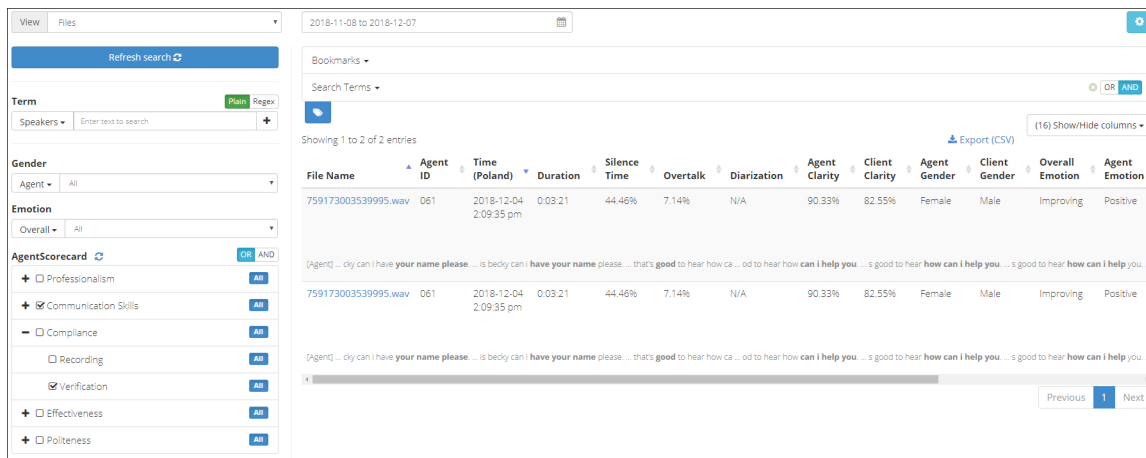 View Files
2018-11-08 to 2018-12-07
Refresh search
Bookmarks
Search Terms
OR AND
Term
Plain Regex
Speakers Enter text to search
(16) Show/Hide columns
Showing 1 to 2 of 2 entries
Export (CSV)
Gender
Agent All
Emotion
Overall All
AgentScorecard OR AND
Professionalism All
Communication Skills All
Compliance All
Recording All
Verification All
Effectiveness All
Politeness All
File Name Agent ID Time (Poland) Duration Silence Time Overtalk Diarization Agent Clarity Client Clarity Agent Gender Client Gender Overall Emotion Agent Emotion
759173003539995.wav 061 2018-12-04 2:09:35 pm 0:03:21 44.46% 7.14% N/A 90.33% 82.55% Female Male Improving Positive
[Agent] ... cky can i have your name please. ... is becky can i have your name please. ... that's good to hear how ca ... od to hear how can i help you. ... s good to hear how can i help you. ... s good to hear how can i help you.
759173003539995.wav 061 2018-12-04 2:09:35 pm 0:03:21 44.46% 7.14% N/A 90.33% 82.55% Female Male Improving Positive
[Agent] ... cky can i have your name please. ... is becky can i have your name please. ... that's good to hear how ca ... od to hear how can i help you. ... s good to hear how can i help you. ... s good to hear how can i help you.
Previous 1 Next